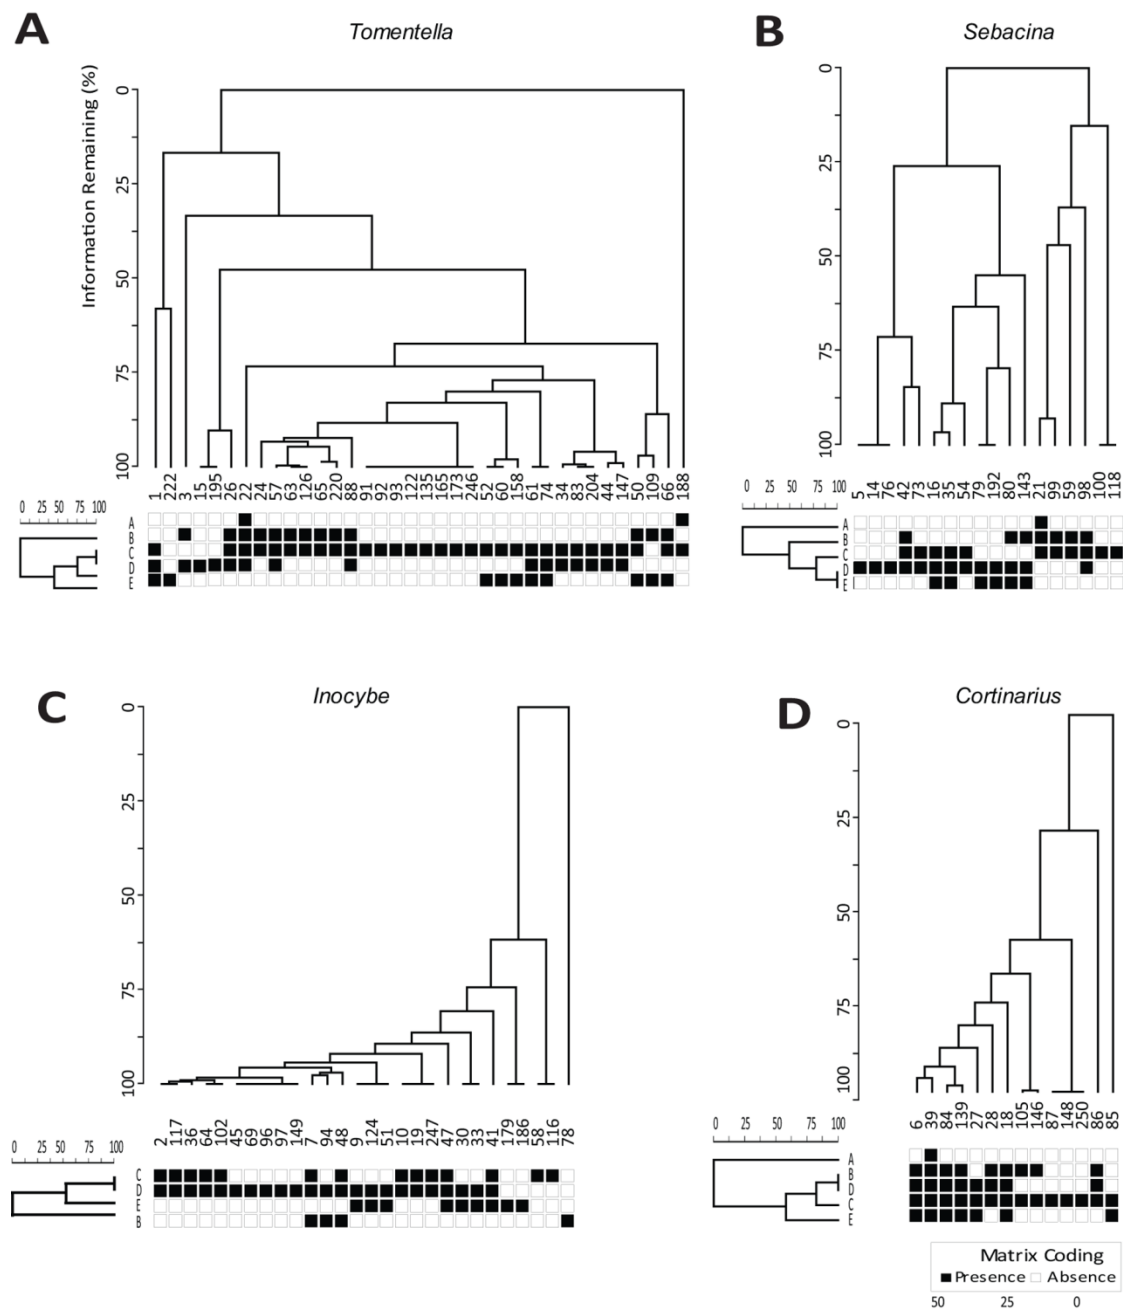 A
Tomentella
Information Remaining (%)
0
25
50
75
100
1 222 3 15 195 26 22 24 57 63 126 65 220 88 91 92 93 122 135 165 173 246 52 60 158 61 74 34 83 204 44 147 50 109 66 188
0 25 50 75 100
A
B
C
D
E
B
Sebacina
0
25
50
75
100
5 14 76 42 73 16 35 54 79 192 80 143 21 99 59 98 100 118
0 25 50 75 100
A
B
C
D
E
C
Inocybe
0
25
50
75
100
2 117 36 64 102 45 69 96 97 149 7 94 48 9 124 51 10 19 247 47 30 33 41 179 186 58 116 78
0 25 50 75 100
C
D
E
B
D
Cortinarius
0
25
50
75
100
6 39 84 139 27 28 18 105 146 87 148 250 86 85
0 25 50 75 100
A
B
D
C
E
Matrix Coding
Presence Absence
50 25 0